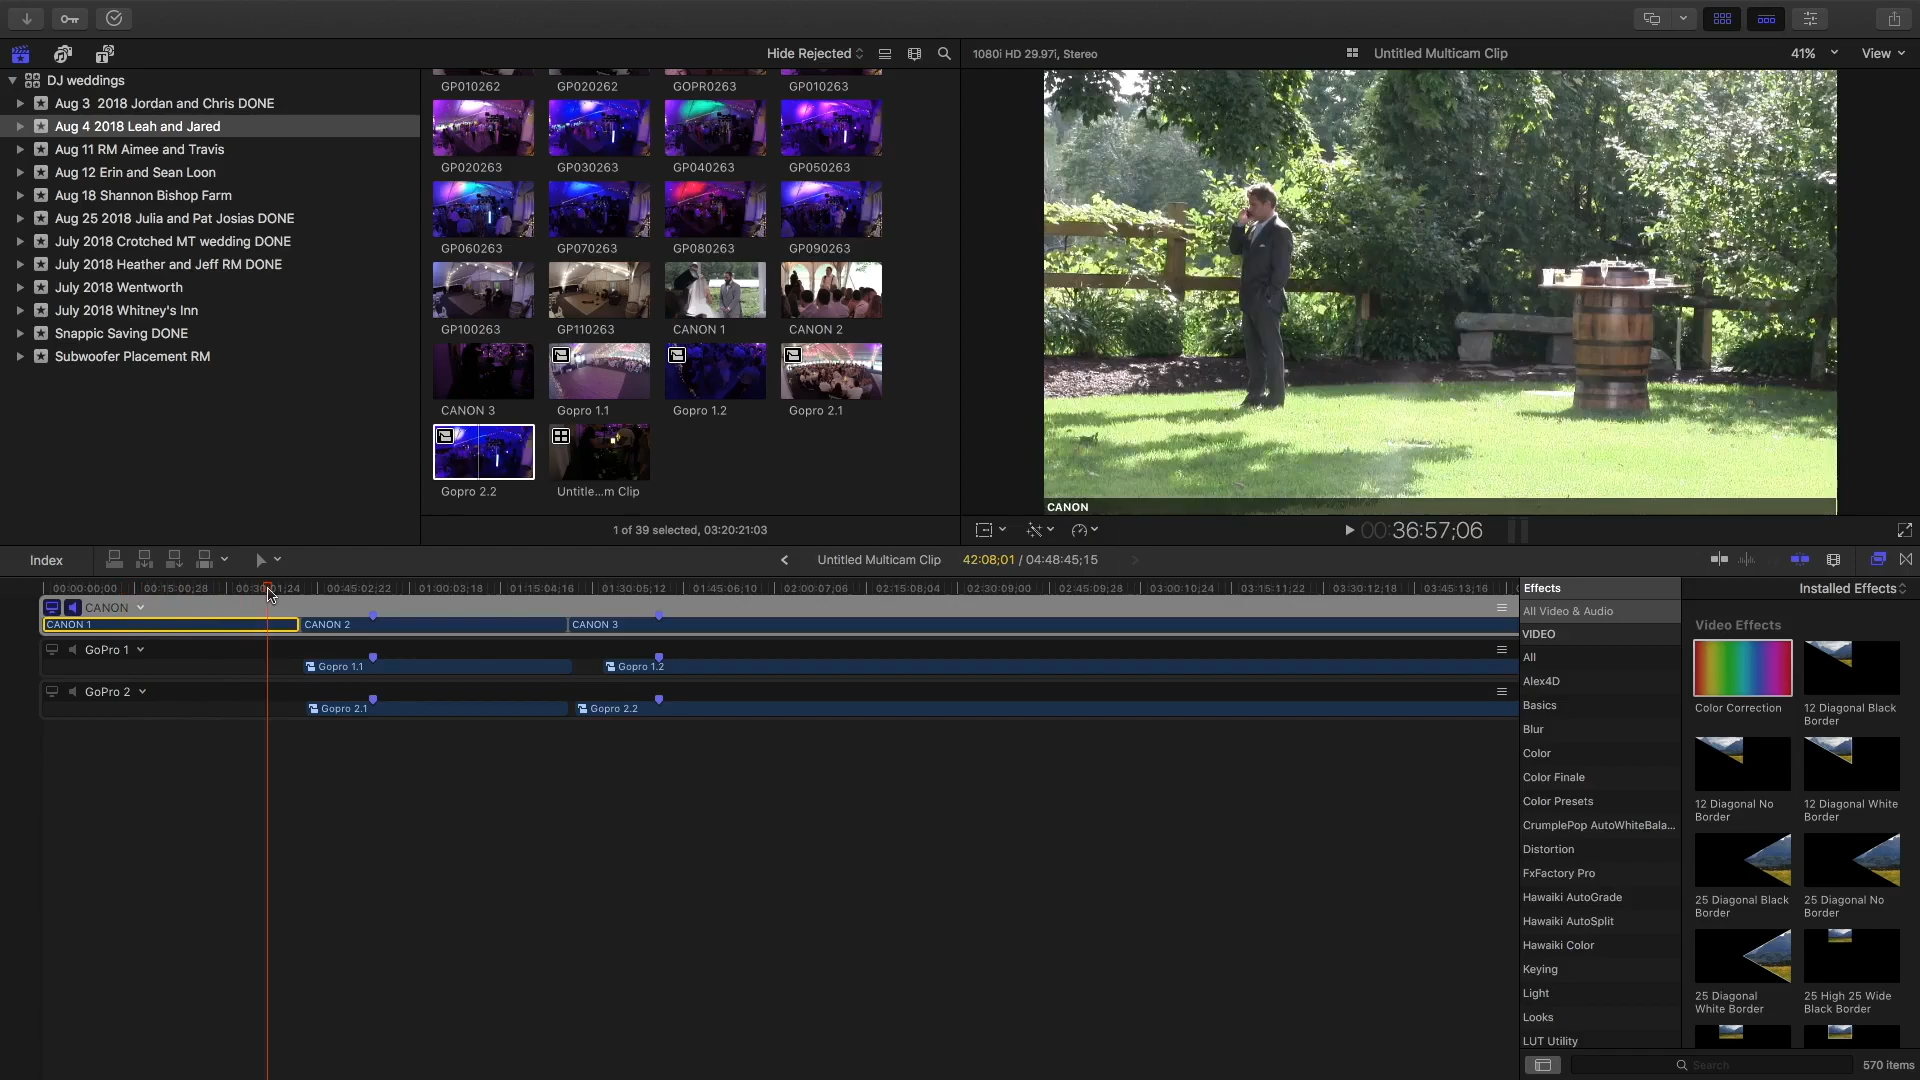 Hide Rejected
1080i HD 29.97i, Stereo
Untitled Multicam Clip
41%
View
DJ weddings
Aug 3  2018 Jordan and Chris DONE
Aug 4 2018 Leah and Jared
Aug 11 RM Aimee and Travis
Aug 12 Erin and Sean Loon
Aug 18 Shannon Bishop Farm
Aug 25 2018 Julia and Pat Josias DONE
July 2018 Crotched MT wedding DONE
July 2018 Heather and Jeff RM DONE
July 2018 Wentworth
July 2018 Whitney's Inn
Snappic Saving DONE
Subwoofer Placement RM
GP010262
GP020262
GOPR0263
GP010263
GP020263
GP030263
GP040263
GP050263
GP060263
GP070263
GP080263
GP090263
GP100263
GP110263
CANON 1
CANON 2
CANON 3
Gopro 1.1
Gopro 1.2
Gopro 2.1
Gopro 2.2
Untitle...m Clip
1 of 39 selected, 03:20:21:03
CANON
00:36:57;06
Index
Untitled Multicam Clip
42:08;01 / 04:48:45;15
00:00:00;00
00:15:00;28
00:45:02;22
01:00:03;18
01:15:04;16
01:30:05;12
01:45:06;10
02:00:07;06
02:15:08;04
02:30:09;00
02:45:09;28
03:00:10;24
03:15:11;22
03:30:12;18
03:45:13;16
CANON
CANON 1
CANON 2
CANON 3
GoPro 1
Gopro 1.1
Gopro 1.2
GoPro 2
Gopro 2.1
Gopro 2.2
Effects
Installed Effects
All Video & Audio
VIDEO
All
Alex4D
Basics
Blur
Color
Color Finale
Color Presets
CrumplePop AutoWhiteBala...
Distortion
FxFactory Pro
Hawaiki AutoGrade
Hawaiki AutoSplit
Hawaiki Color
Keying
Light
Looks
LUT Utility
Video Effects
Color Correction
12 Diagonal Black
Border
12 Diagonal No
Border
12 Diagonal White
Border
25 Diagonal Black
Border
25 Diagonal No
Border
25 Diagonal
White Border
25 High 25 Wide
Black Border
Search
570 items